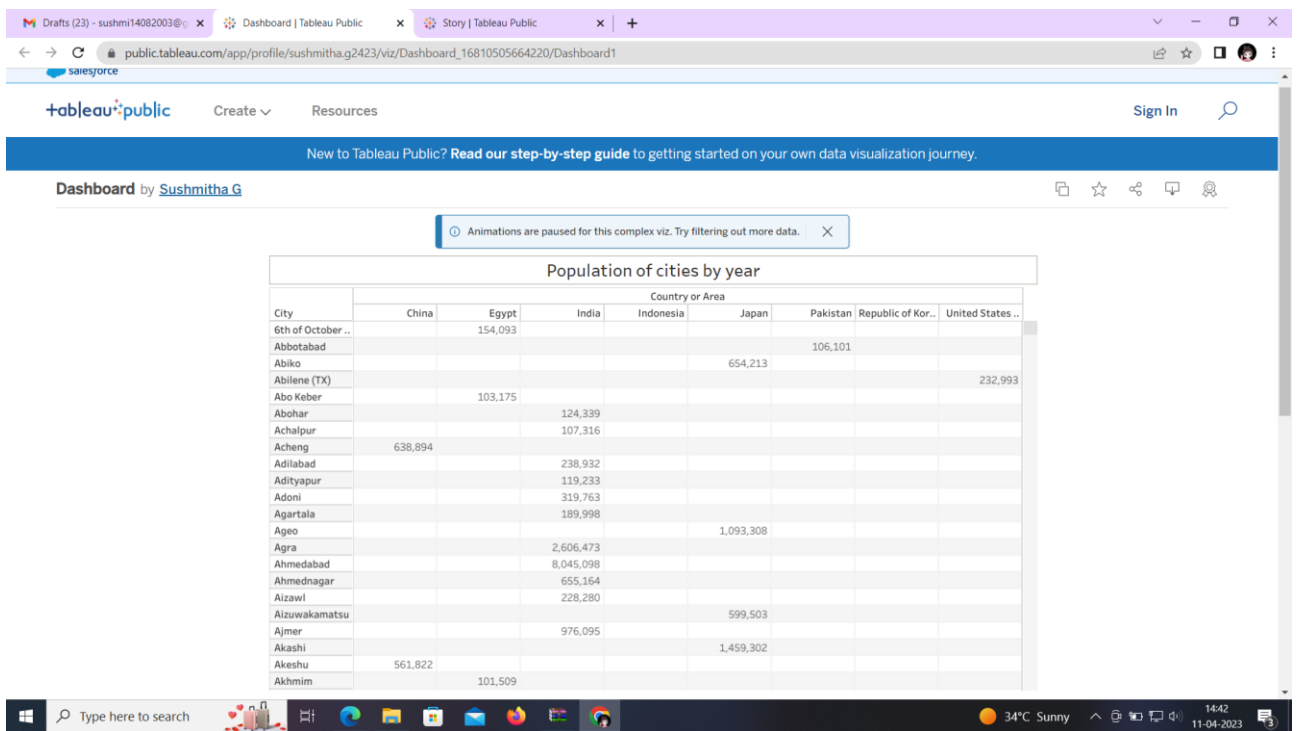 Drafts (23) - sushmi14082003@g
Dashboard | Tableau Public
Story | Tableau Public
public.tableau.com/app/profile/sushmitha.g2423/viz/Dashboard_16810505664220/Dashboard1
salesforce
+ableau public Create Resources Sign In
New to Tableau Public? Read our step-by-step guide to getting started on your own data visualization journey.
Dashboard by Sushmitha G
Animations are paused for this complex viz. Try filtering out more data.
Population of cities by year
Country or Area
City China Egypt India Indonesia Japan Pakistan Republic of Kor.. United States ..
6th of October .. 154,093
Abbotabad 106,101
Abiko 654,213
Abilene (TX) 232,993
Abo Keber 103,175
Abohar 124,339
Achalpur 107,316
Acheng 638,894
Adilabad 238,932
Adityapur 119,233
Adoni 319,763
Agartala 189,998
Ageo 1,093,308
Agra 2,606,473
Ahmedabad 8,045,098
Ahmednagar 655,164
Aizawl 228,280
Aizuwakamatsu 599,503
Ajmer 976,095
Akashi 1,459,302
Akeshu 561,822
Akhmim 101,509
Type here to search
34°C Sunny
14:42
11-04-2023
3